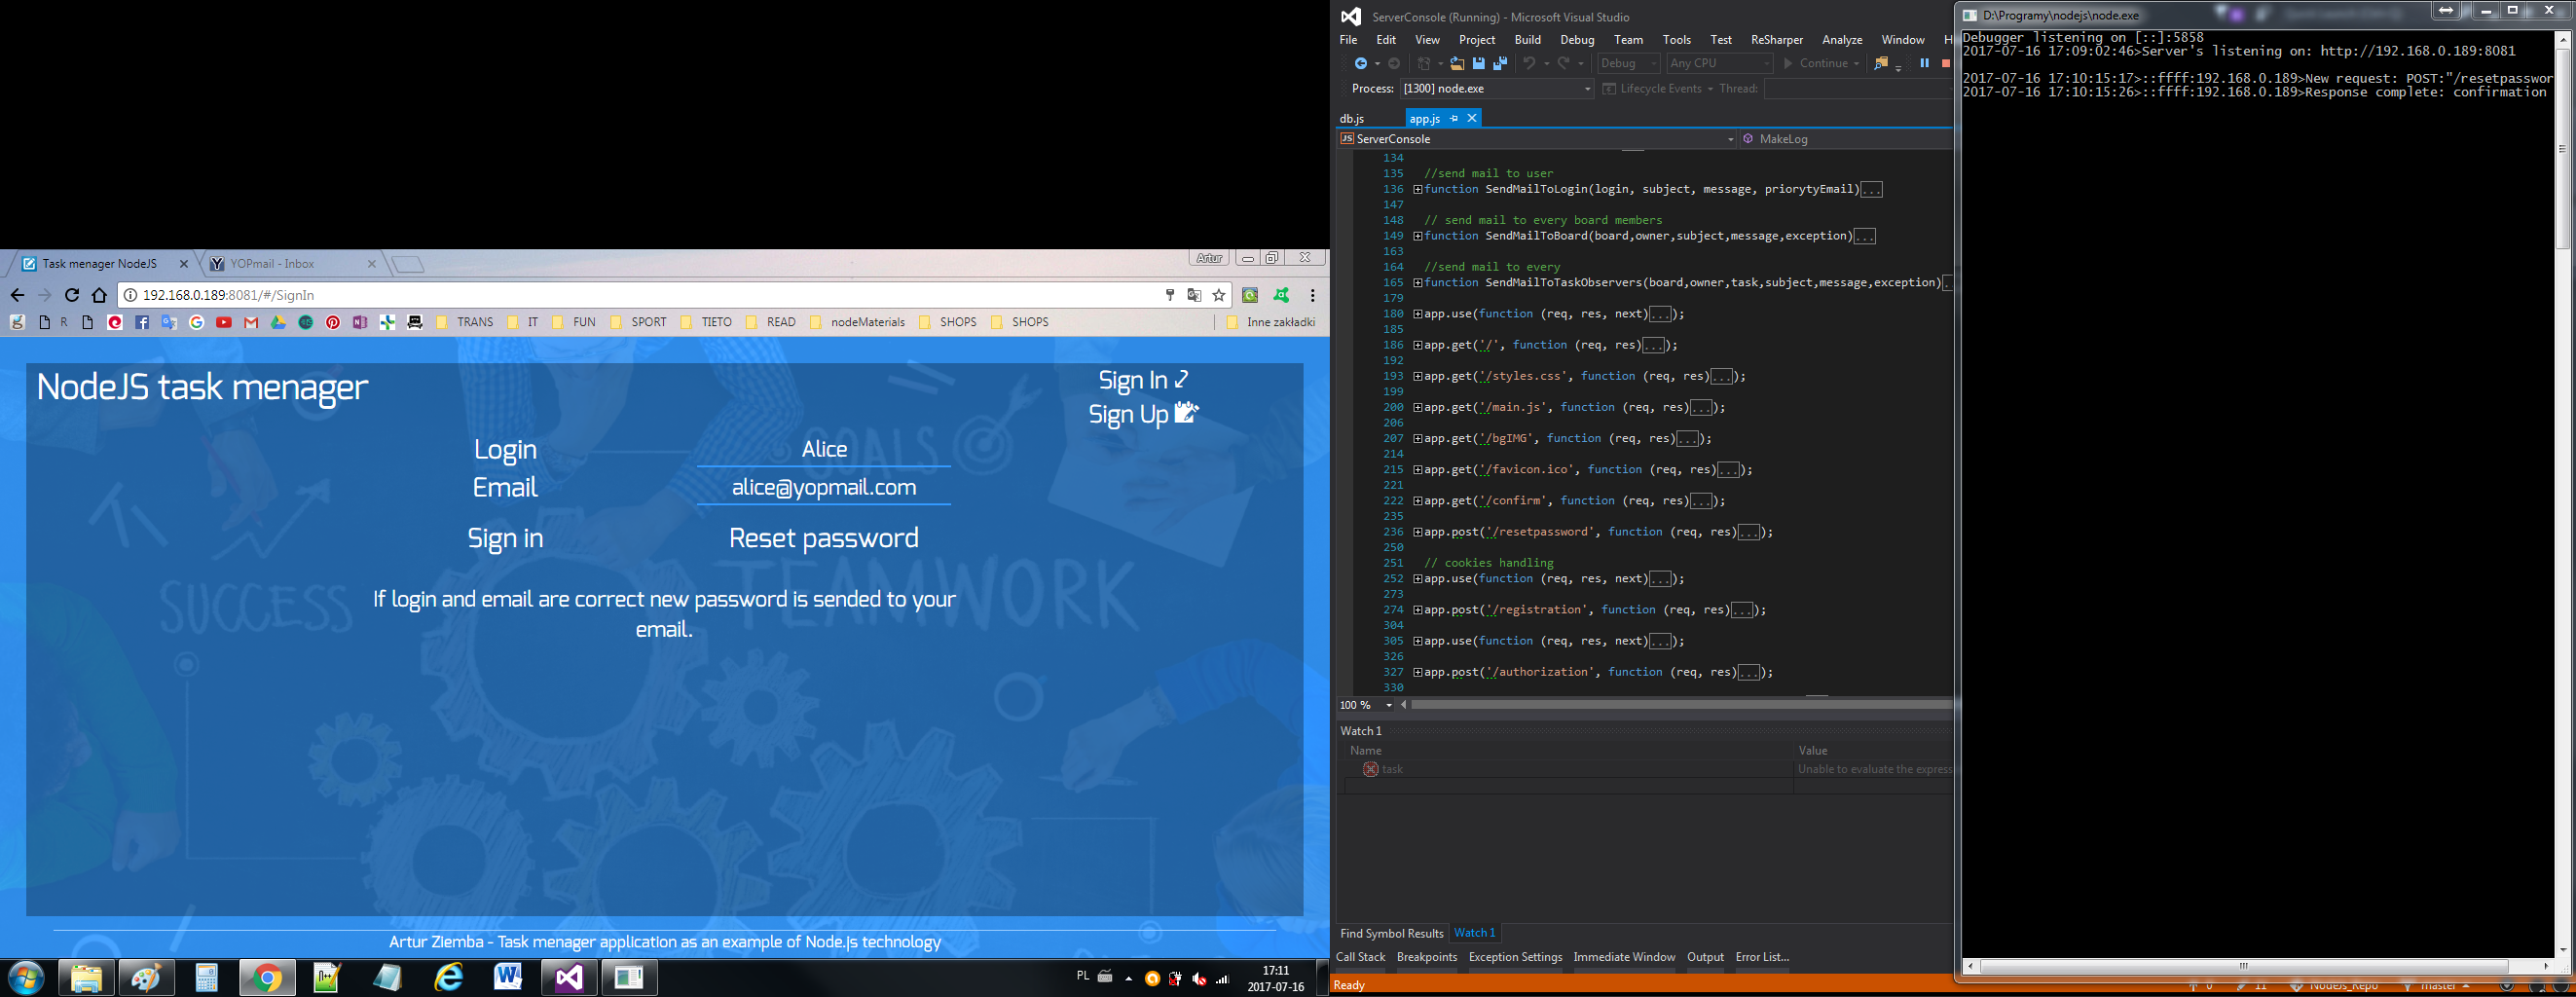 Task menager NodeJS
YOPmail - Inbox
Artur
192.168.0.189:8081/#/SignIn
R
TRANS
IT
FUN
SPORT
TIETO
READ
nodeMaterials
SHOPS
SHOPS
Inne zakładki
NodeJS task menager
Sign In
Sign Up
GOALS
Login
Alice
Email
alice@yopmail.com
Sign in
Reset password
SUCCESS
TEAMWORK
If login and email are correct new password is sended to your
email.
Artur Ziemba - Task menager application as an example of Node.js technology
PL
17:11
2017-07-16
ServerConsole (Running) - Microsoft Visual Studio
File Edit View Project Build Debug Team Tools Test ReSharper Analyze Window
Debug
Any CPU
Continue
Process: [1300] node.exe
Lifecycle Events
Thread:
db.js
app.js
ServerConsole
MakeLog
134
135 //send mail to user
136 function SendMailToLogin(login, subject, message, priorytyEmail)...
147
148 // send mail to every board members
149 function SendMailToBoard(board,owner,subject,message,exception)...
163
164 //send mail to every
165 function SendMailToTaskObservers(board,owner,task,subject,message,exception)..
179
180 app.use(function (req, res, next)...);
185
186 app.get('/', function (req, res)...);
192
193 app.get('/styles.css', function (req, res)...);
199
200 app.get('/main.js', function (req, res)...);
206
207 app.get('/bgIMG', function (req, res)...);
214
215 app.get('/favicon.ico', function (req, res)...);
221
222 app.get('/confirm', function (req, res)...);
235
236 app.post('/resetpassword', function (req, res)...);
250
251 // cookies handling
252 app.use(function (req, res, next)...);
273
274 app.post('/registration', function (req, res)...);
304
305 app.use(function (req, res, next)...);
326
327 app.post('/authorization', function (req, res)...);
330
100 %
Watch 1
Name
Value
task
Unable to evaluate the express
Find Symbol Results
Watch 1
Call Stack Breakpoints Exception Settings Immediate Window Output Error List...
Ready
0
11
NodeJs_Repo
master
D:\Programy\nodejs\node.exe
Debugger listening on [::]:5858
2017-07-16 17:09:02:46>Server's listening on: http://192.168.0.189:8081
2017-07-16 17:10:15:17>::ffff:192.168.0.189>New request: POST:"/resetpasswor
2017-07-16 17:10:15:26>::ffff:192.168.0.189>Response complete: confirmation